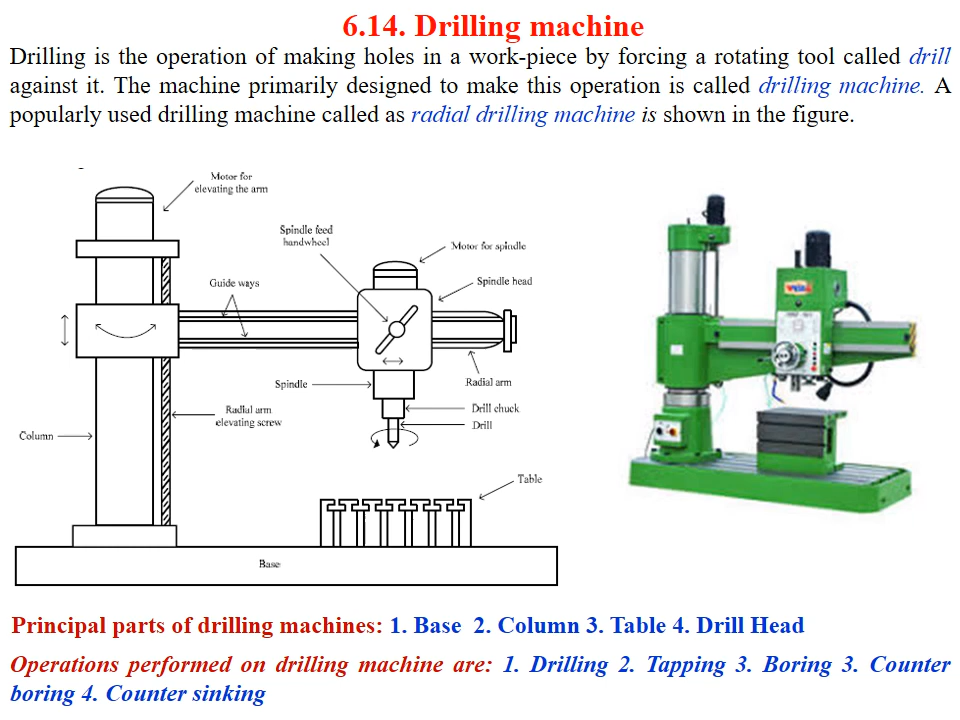 6.14. Drilling machine
Drilling is the operation of making holes in a work-piece by forcing a rotating tool called drill
against it. The machine primarily designed to make this operation is called drilling machine. A
popularly used drilling machine called as radial drilling machine is shown in the figure.
Motor for
elevating the arm
Spindle feed
handwheel
Motor for spindle
Guide ways
Spindle head
Spindle
Radial arm
Radial arm
elevating screw
Drill chuck
Drill
Column
Table
Base
Principal parts of drilling machines: 1. Base 2. Column 3. Table 4. Drill Head
Operations performed on drilling machine are: 1. Drilling 2. Tapping 3. Boring 3. Counter
boring 4. Counter sinking